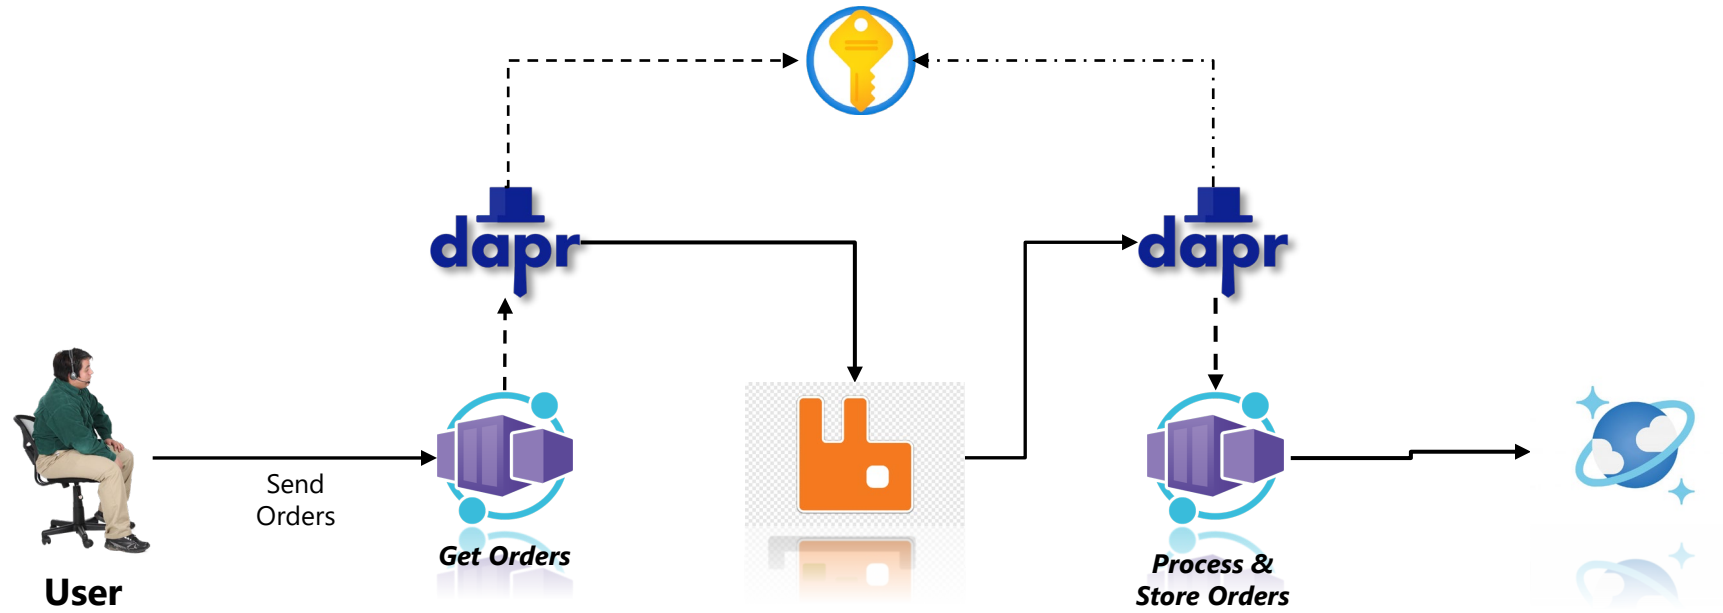 dapr
dapr
Send
Orders
Get Orders
Process &
Store Orders
User